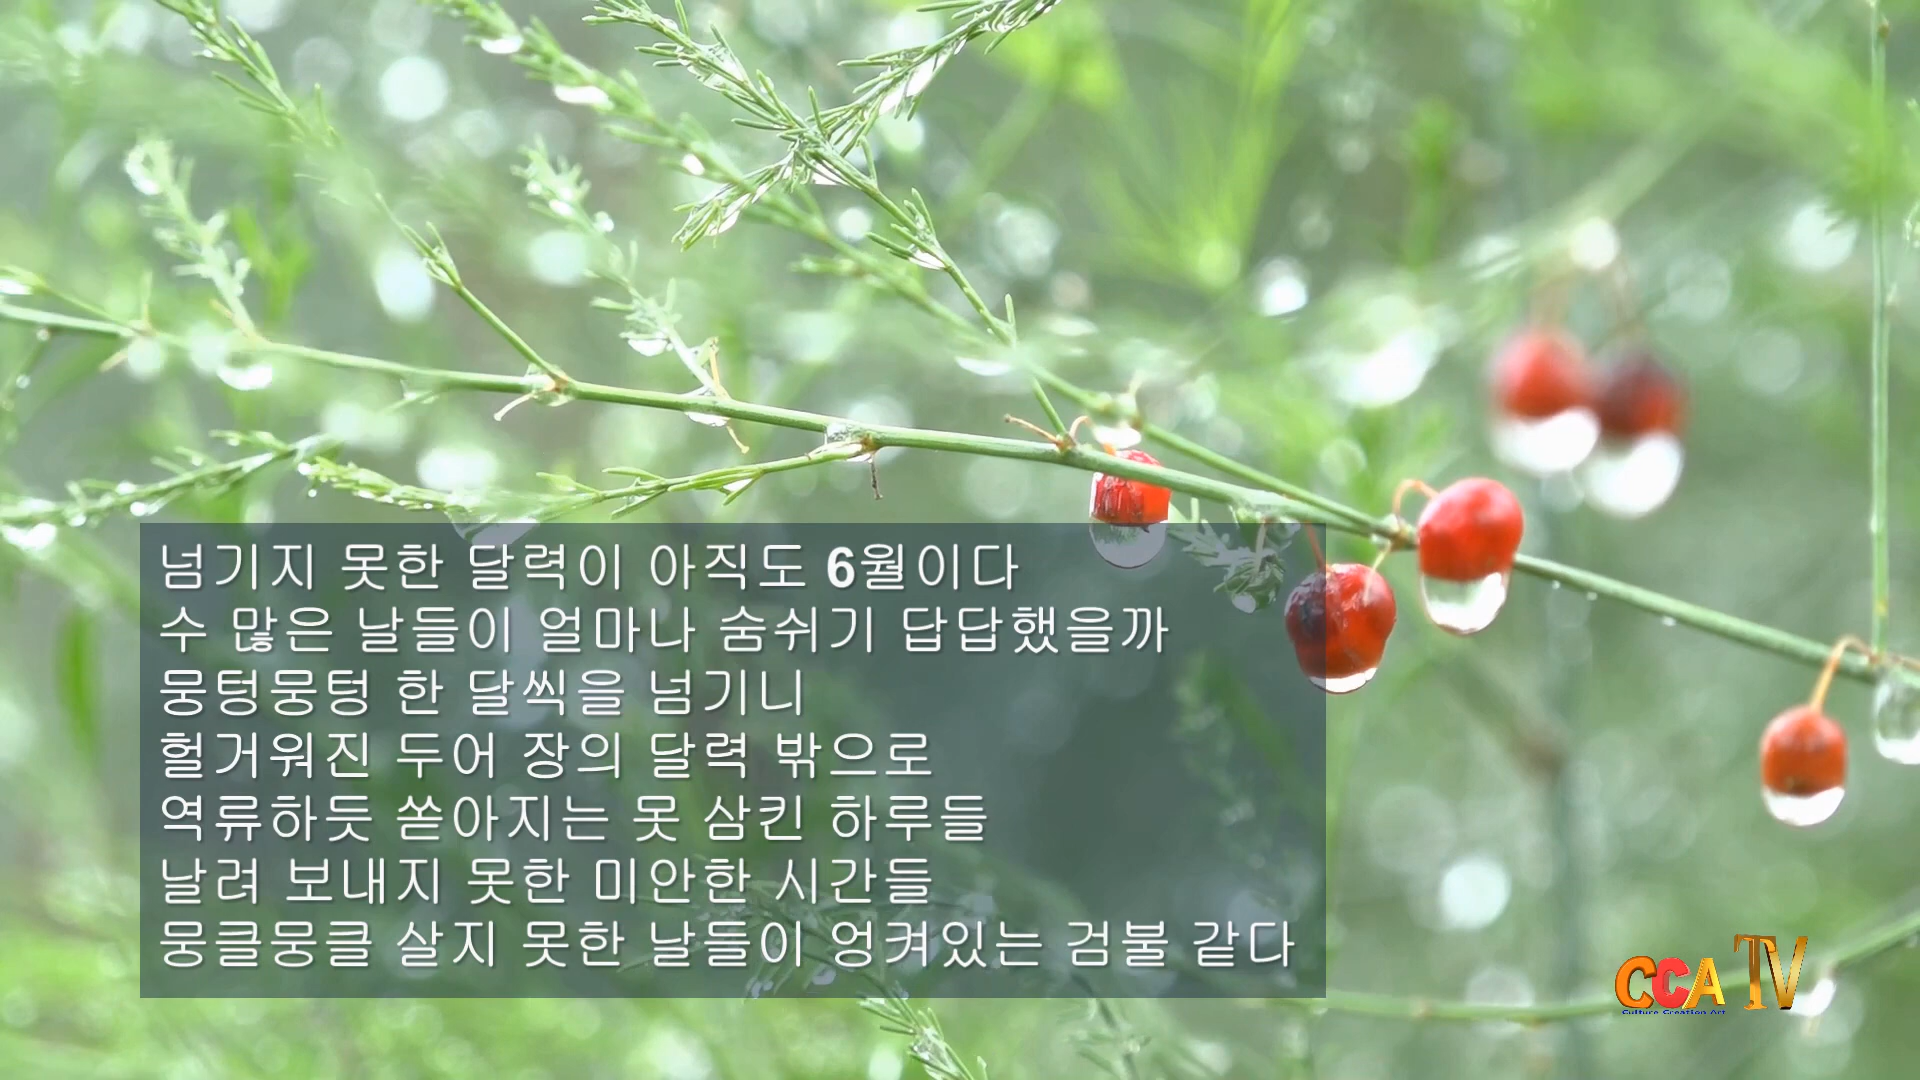 넘기지 못한 달력이 아직도 6월이다
수 많은 날들이 얼마나 숨쉬기 답답했을까
뭉텅뭉텅 한 달씩을 넘기니
헐거워진 두어 장의 달력 밖으로
역류하듯 쏟아지는 못 삼킨 하루들
날려 보내지 못한 미안한 시간들
뭉클뭉클 살지 못한 날들이 엉켜있는 검불 같다
CCA TV
Culture Creation Art